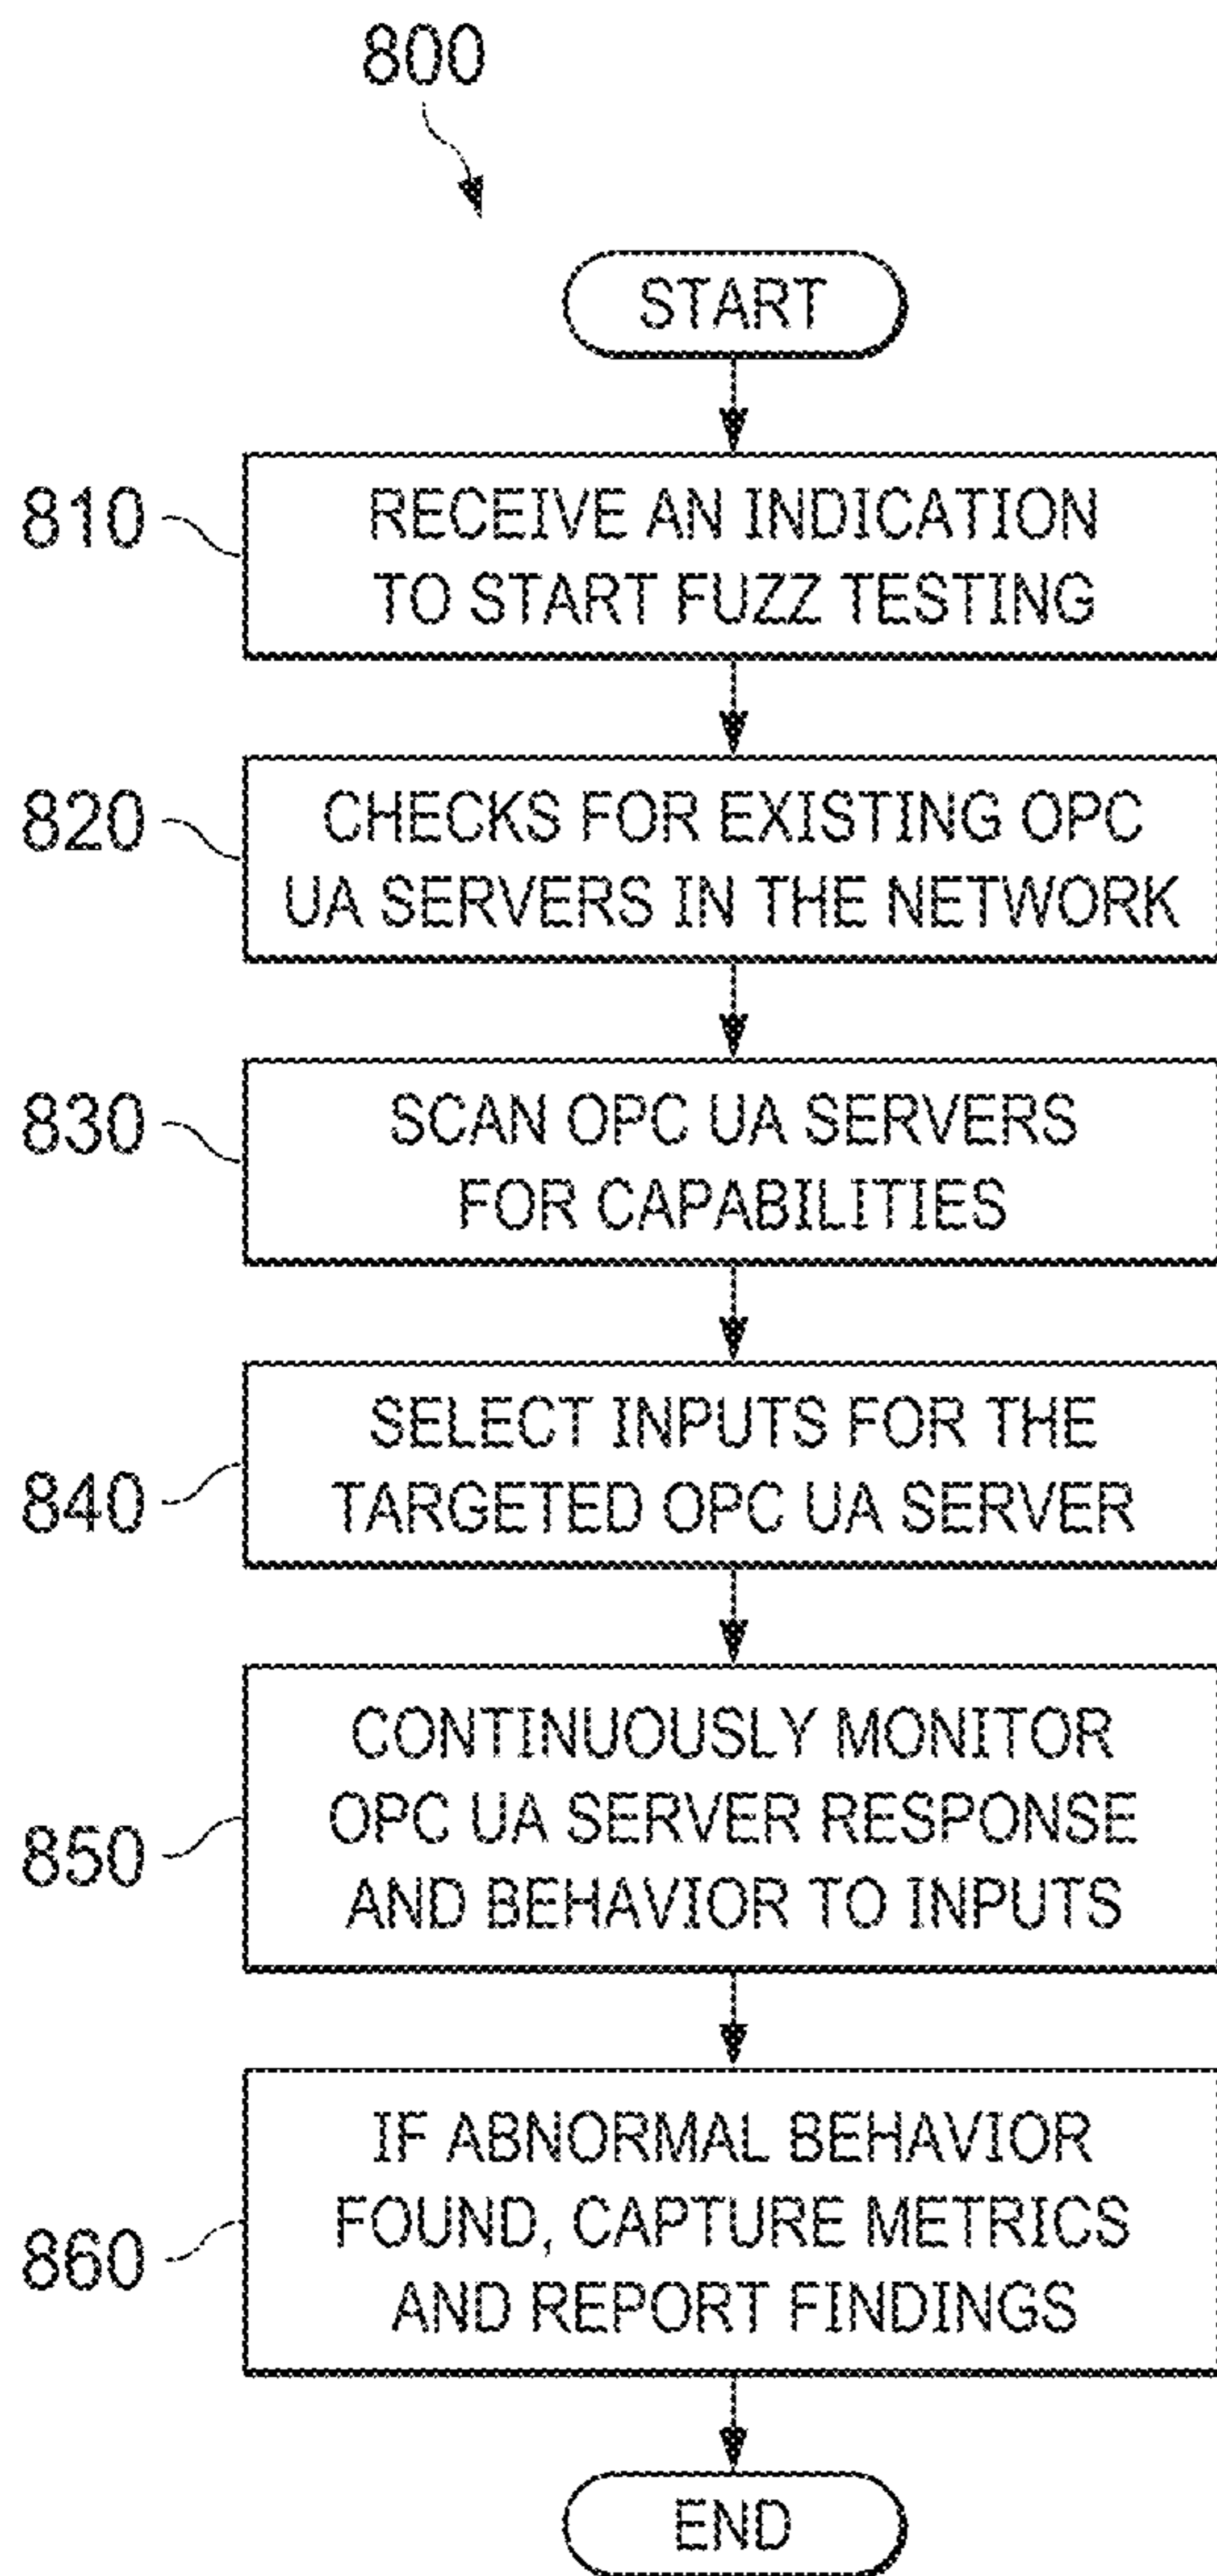 800
START
810
RECEIVE AN INDICATION
TO START FUZZ TESTING
820
CHECKS FOR EXISTING OPC
UA SERVERS IN THE NETWORK
830
SCAN OPC UA SERVERS
FOR CAPABILITIES
840
SELECT INPUTS FOR THE
TARGETED OPC UA SERVER
850
CONTINUOUSLY MONITOR
OPC UA SERVER RESPONSE
AND BEHAVIOR TO INPUTS
860
IF ABNORMAL BEHAVIOR
FOUND, CAPTURE METRICS
AND REPORT FINDINGS
END